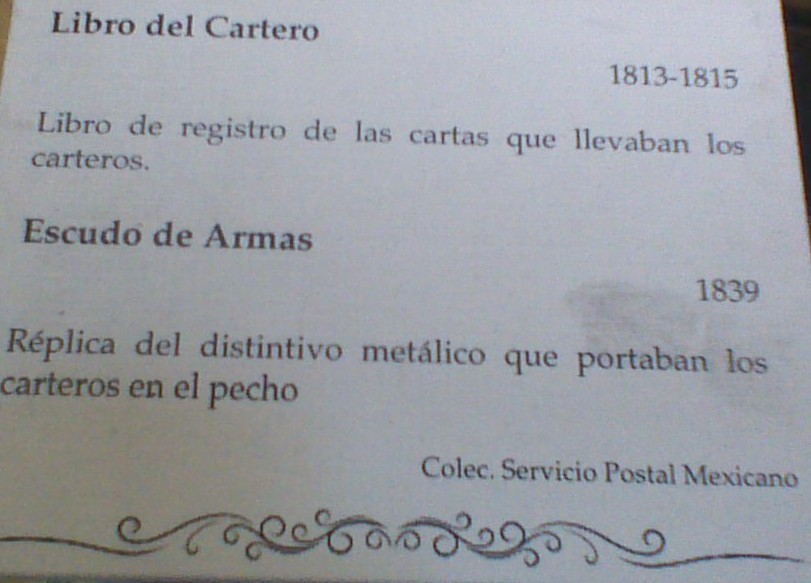 Libro del Cartero
1813-1815
Libro de registro de las cartas que llevaban los
carteros.
Escudo de Armas
1839
Réplica del distintivo metálico que portaban los
carteros en el pecho
Colec. Servicio Postal Mexicano